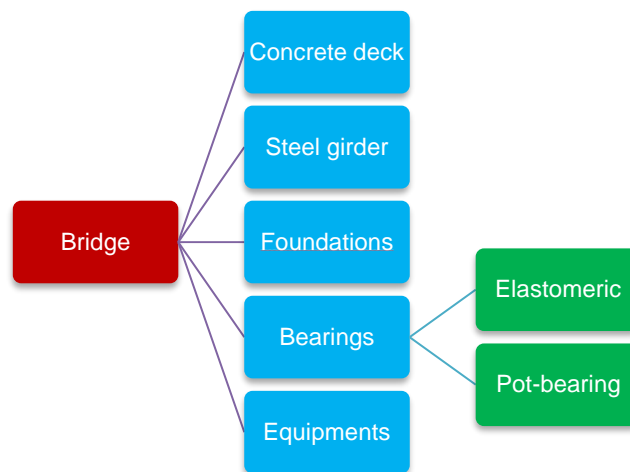 Concrete deck
Steel girder
Bridge
Foundations
Elastomeric
Bearings
Pot-bearing
Equipments